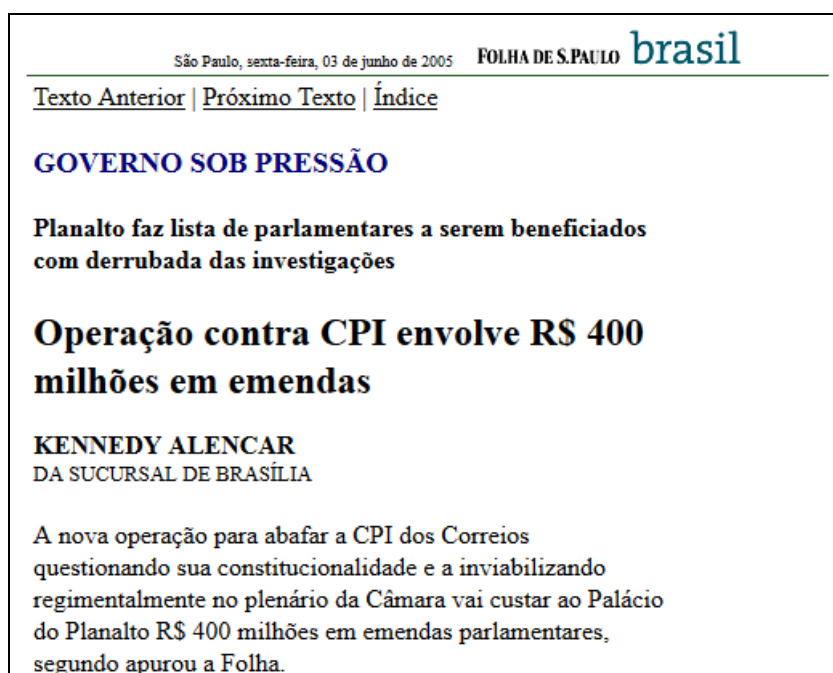 São Paulo, sexta-feira, 03 de junho de 2005 FOLHA DE S.PAULO brasil
Texto Anterior | Próximo Texto | Índice
GOVERNO SOB PRESSÃO
Planalto faz lista de parlamentares a serem beneficiados
com derrubada das investigações
Operação contra CPI envolve R$ 400
milhões em emendas
KENNEDY ALENCAR
DA SUCURSAL DE BRASÍLIA
A nova operação para abafar a CPI dos Correios
questionando sua constitucionalidade e a inviabilizando
regimentalmente no plenário da Câmara vai custar ao Palácio
do Planalto R$ 400 milhões em emendas parlamentares,
segundo apurou a Folha.